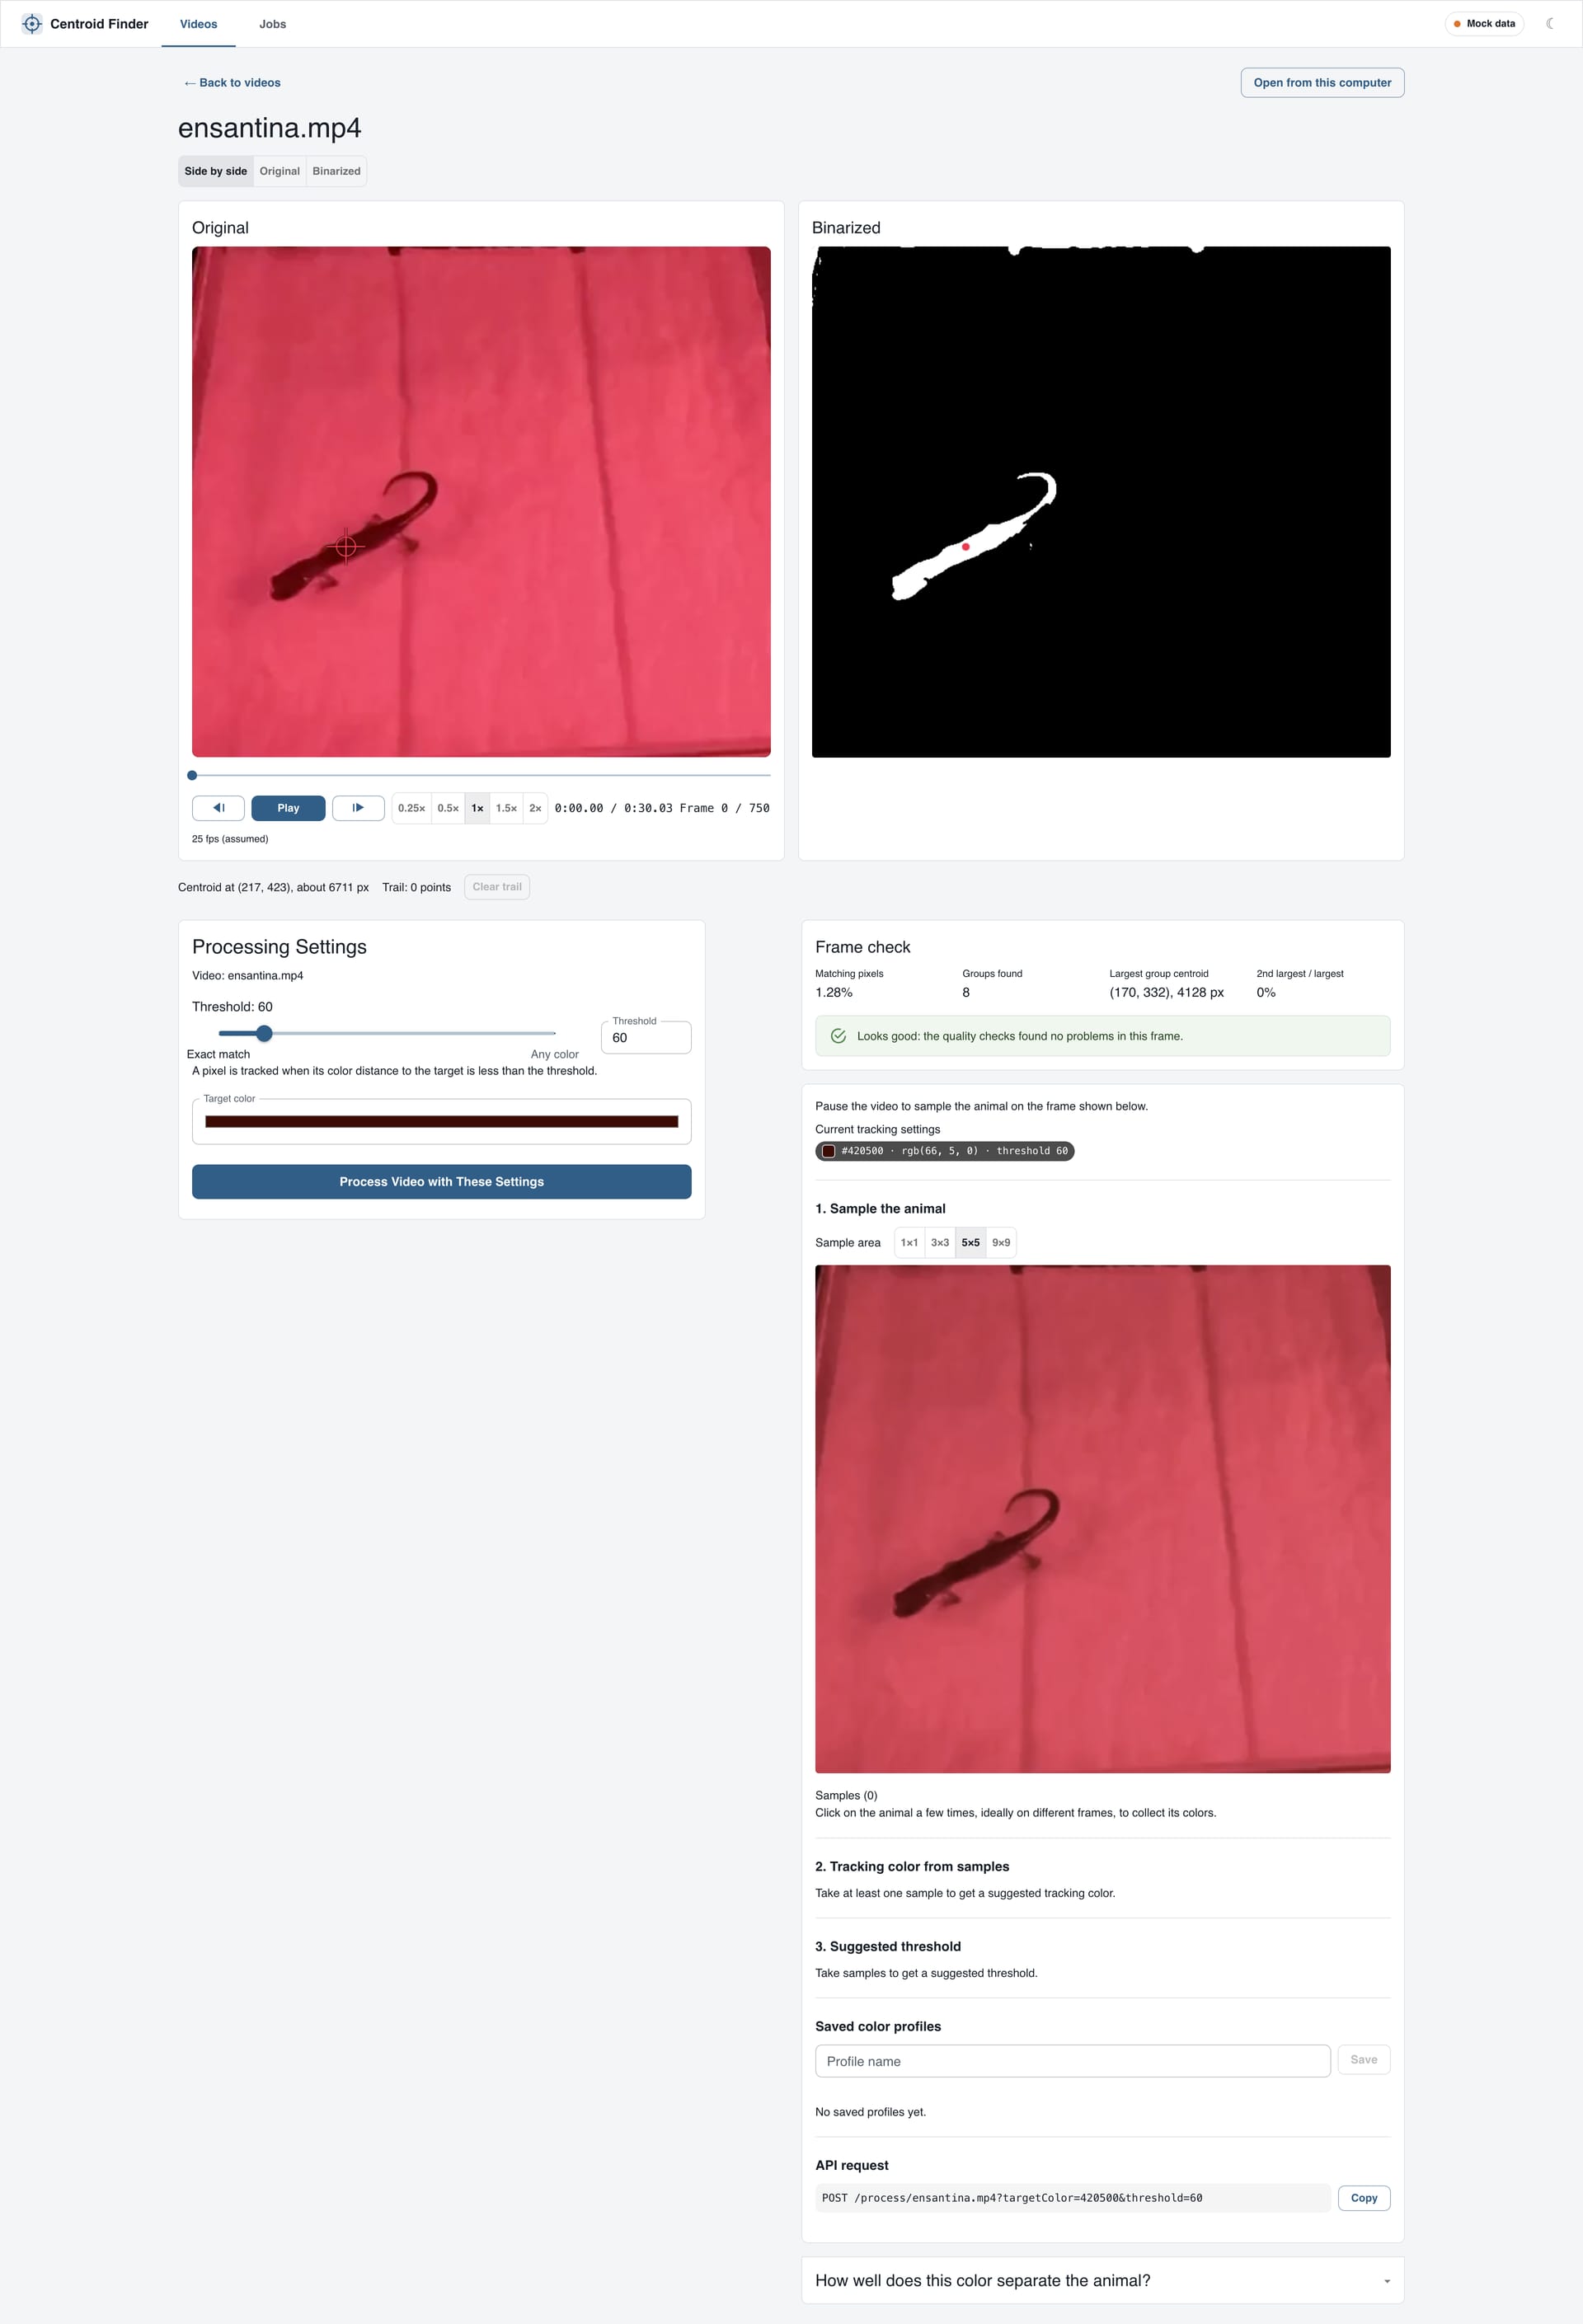 Centroid Finder
Videos
Jobs
Mock data
← Back to videos
Open from this computer
ensantina.mp4
Side by side
Original
Binarized
Original
Binarized
Play
0.25×
0.5×
1×
1.5×
2×
0:00.00 / 0:30.03 Frame 0 / 750
25 fps (assumed)
Centroid at (217, 423), about 6711 px
Trail: 0 points
Clear trail
Processing Settings
Video: ensantina.mp4
Threshold: 60
Threshold
60
Exact match
Any color
A pixel is tracked when its color distance to the target is less than the threshold.
Target color
Process Video with These Settings
Frame check
Matching pixels
Groups found
Largest group centroid
2nd largest / largest
1.28%
8
(170, 332), 4128 px
0%
Looks good: the quality checks found no problems in this frame.
Pause the video to sample the animal on the frame shown below.
Current tracking settings
#420500 · rgb(66, 5, 0) · threshold 60
1. Sample the animal
Sample area
1×1
3×3
5×5
9×9
Samples (0)
Click on the animal a few times, ideally on different frames, to collect its colors.
2. Tracking color from samples
Take at least one sample to get a suggested tracking color.
3. Suggested threshold
Take samples to get a suggested threshold.
Saved color profiles
Profile name
Save
No saved profiles yet.
API request
POST /process/ensantina.mp4?targetColor=420500&threshold=60
Copy
How well does this color separate the animal?